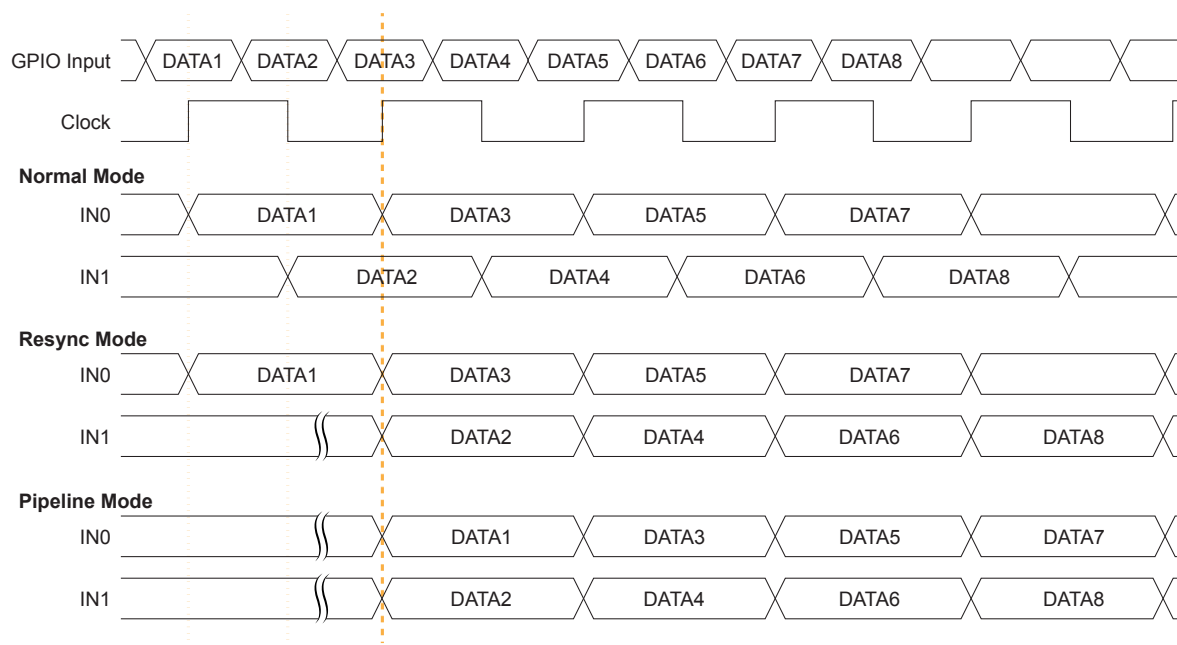 GPIO Input DATA1 DATA2 DATA3 DATA4 DATA5 DATA6 DATA7 DATA8
Clock
Normal Mode
IN0 DATA1 DATA3 DATA5 DATA7
IN1 DATA2 DATA4 DATA6 DATA8
Resync Mode
IN0 DATA1 DATA3 DATA5 DATA7
IN1 DATA2 DATA4 DATA6 DATA8
Pipeline Mode
IN0 DATA1 DATA3 DATA5 DATA7
IN1 DATA2 DATA4 DATA6 DATA8